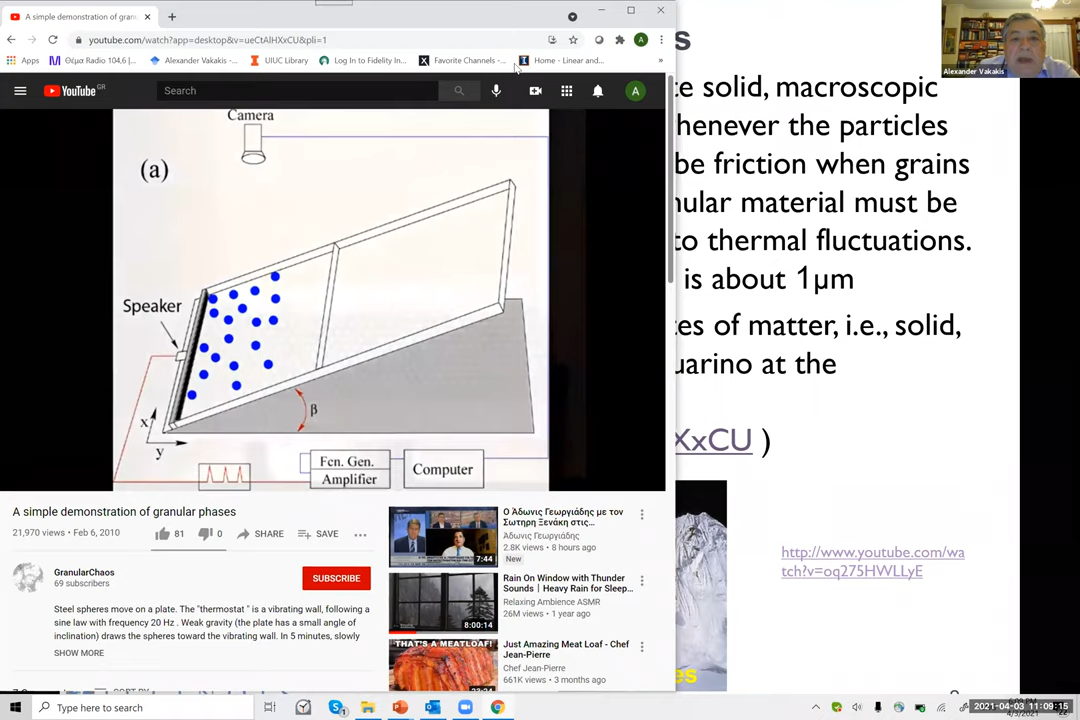 A simple demonstration of granu
youtube.com/watch?app=desktop&v=ueCtAlHXxCU&pli=1
A
Apps
Θέμα Radio 104,6 |...
Alexander Vakakis -...
UIUC Library
Log In to Fidelity In...
Favorite Channels -...
Home - Linear and...
»
YouTube GR
Search
A
Camera
(a)
Speaker
β
x
y
Fcn. Gen.
Amplifier
Computer
A simple demonstration of granular phases
21,970 views • Feb 6, 2010
81
0
SHARE
SAVE
GranularChaos
69 subscribers
SUBSCRIBE
Steel spheres move on a plate. The "thermostat " is a vibrating wall, following a
sine law with frequency 20 Hz . Weak gravity (the plate has a small angle of
inclination) draws the spheres toward the vibrating wall. In 5 minutes, slowly
SHOW MORE
Ο Άδωνις Γεωργιάδης με τον
Σωτηρη Ξενάκη στις...
Άδωνις Γεωργιάδης
2.8K views • 8 hours ago
New
7:44
Rain On Window with Thunder
Sounds | Heavy Rain for Sleep...
Relaxing Ambience ASMR
26M views • 1 year ago
8:00:14
THAT'S A MEATLOAF!
Just Amazing Meat Loaf - Chef
Jean-Pierre
Chef Jean-Pierre
661K views • 3 months ago
s
te solid, macroscopic
henever the particles
be friction when grains
nular material must be
to thermal fluctuations.
is about 1μm
tes of matter, i.e., solid,
uarino at the
XxCU )
http://www.youtube.com/wa
tch?v=oq275HWLLyE
es
Alexander Vakakis
Type here to search
2021-04-03 11:09:15